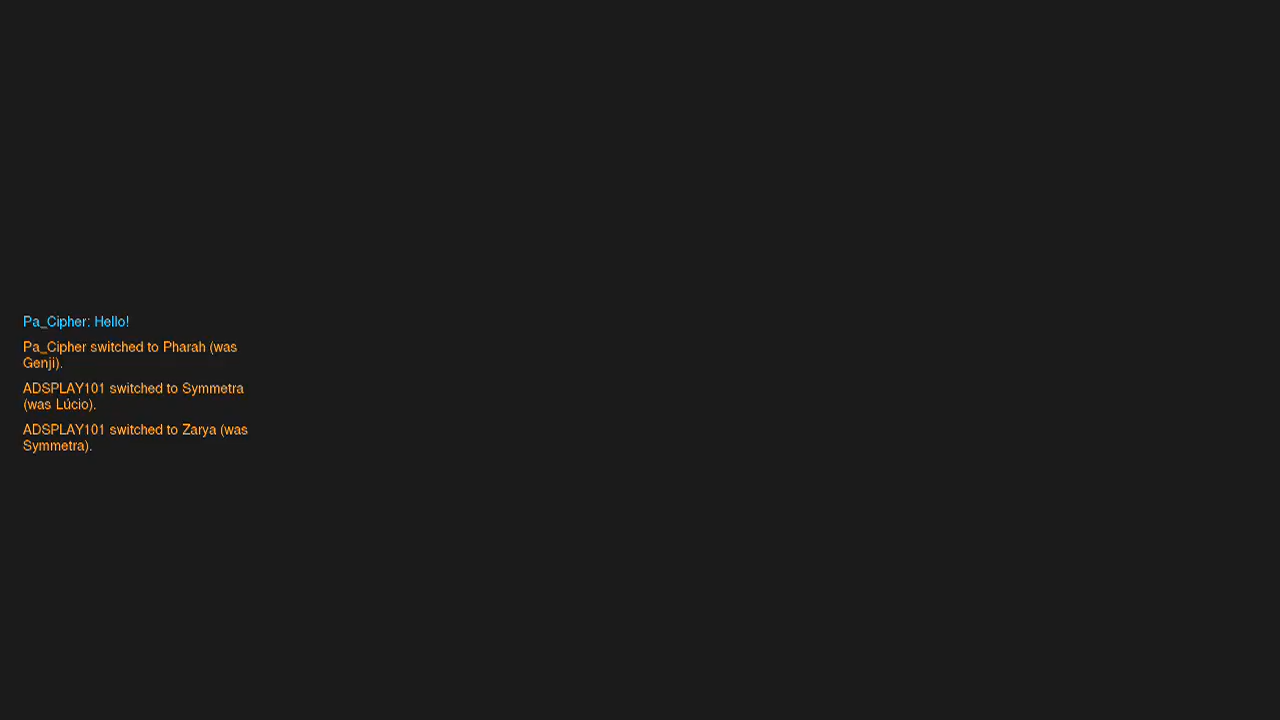 Pa_Cipher: Hello!
Pa_Cipher switched to Pharah (was
Genji).
ADSPLAY101 switched to Symmetra
(was Lúcio).
ADSPLAY101 switched to Zarya (was
Symmetra).